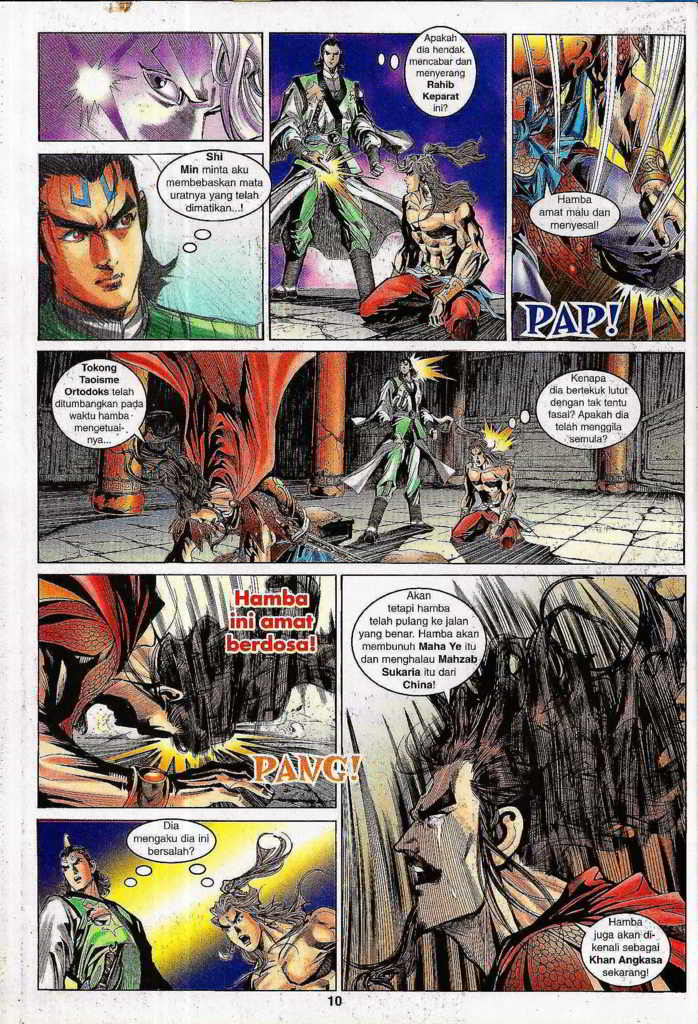 Shi
Min minta aku
membebaskan mata
uratnya yang telah
dimatikan...!
Apakah
dia hendak
mencabar dan
menyerang
Rahib
Keparat
ini?
Hamba
amat malu dan
menyesal!
PAP!
Tokong
Taoisme
Ortodoks telah
ditumbangkan pada
waktu hamba
mengetuai-
nya...
Kenapa
dia bertekuk lutut
dengan tak tentu
fasal? Apakah dia
telah menggila
semula?
Hamba
ini amat
berdosa!
PANG!
Akan
tetapi hamba
telah pulang ke jalan
yang benar. Hamba akan
membunuh Maha Ye itu
dan menghalau Mahzab
Sukaria itu dari
China!
Dia
mengaku dia ini
bersalah?
Hamba
juga akan di-
kenali sebagai
Khan Angkasa
sekarang!
10